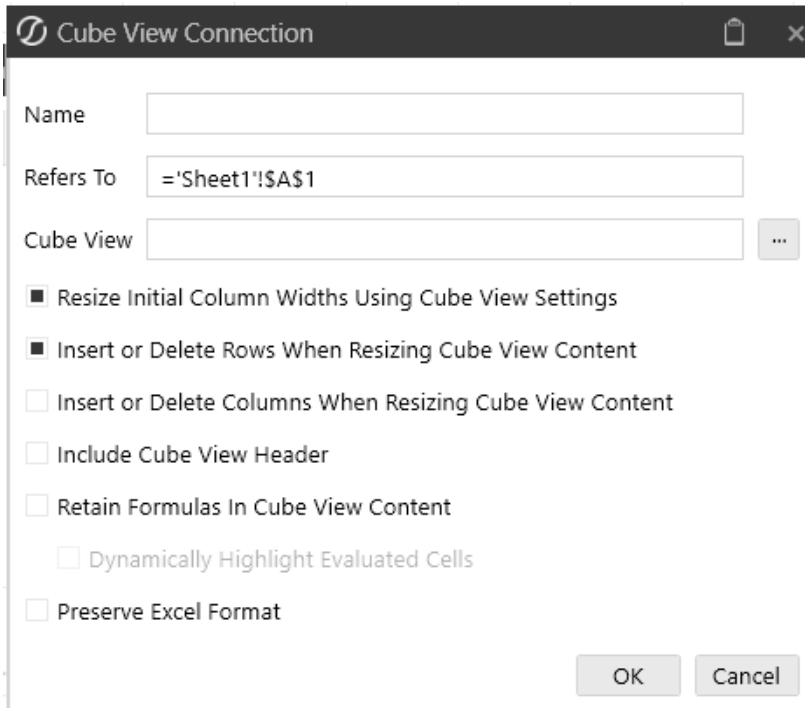 Cube View Connection
Name
Refers To ='Sheet1'!$A$1
Cube View ...
Resize Initial Column Widths Using Cube View Settings
Insert or Delete Rows When Resizing Cube View Content
Insert or Delete Columns When Resizing Cube View Content
Include Cube View Header
Retain Formulas In Cube View Content
Dynamically Highlight Evaluated Cells
Preserve Excel Format
OK Cancel